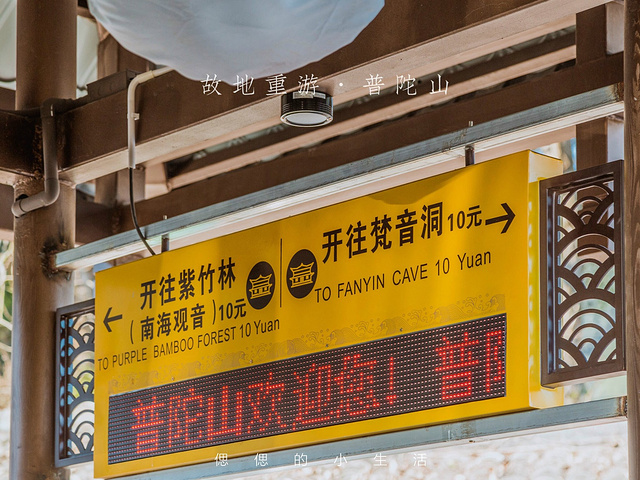 故地重游·普陀山
← 开往紫竹林
(南海观音)10元
TO PURPLE BAMBOO FOREST 10 Yuan
开往梵音洞10元 →
TO FANYIN CAVE 10 Yuan
普陀山欢迎您! 普
偲偲的小生活